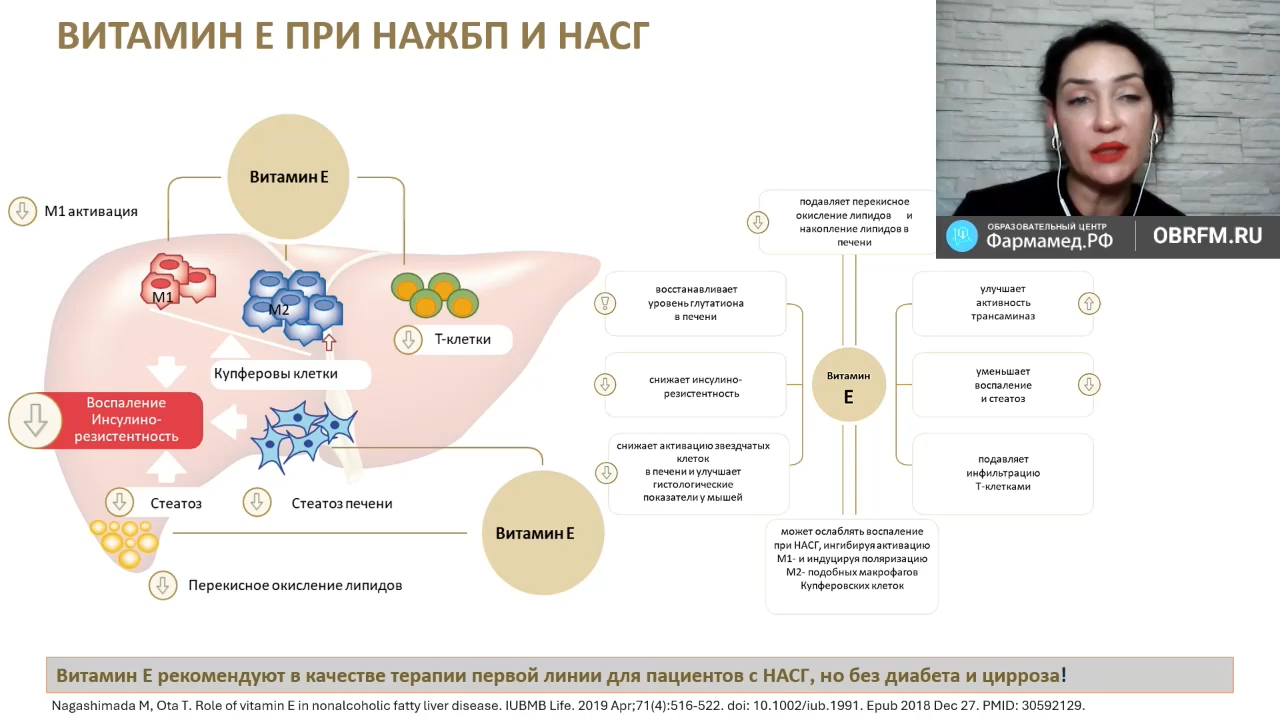 ВИТАМИН Е ПРИ НАЖБП И НАСГ
Витамин Е
М1 активация
М1
М2
Т-клетки
Купферовы клетки
Воспаление
Инсулино-
резистентность
Стеатоз
Стеатоз печени
Витамин Е
Перекисное окисление липидов
подавляет перекисное
окисление липидов и
накопление липидов в
печени
восстанавливает
уровень глутатиона
в печени
снижает инсулино-
резистентность
снижает активацию звездчатых
клеток
в печени и улучшает
гистологические
показатели у мышей
Витамин
Е
улучшает
активность
трансаминаз
уменьшает
воспаление
и стеатоз
подавляет
инфильтрацию
Т-клетками
может ослаблять воспаление
при НАСГ, ингибируя активацию
М1- и индуцируя поляризацию
М2- подобных макрофагов
Купферовских клеток
ОБРАЗОВАТЕЛЬНЫЙ ЦЕНТР
Фармамед.РФ
OBRFM.RU
Витамин Е рекомендуют в качестве терапии первой линии для пациентов с НАСГ, но без диабета и цирроза!
Nagashimada M, Ota T. Role of vitamin E in nonalcoholic fatty liver disease. IUBMB Life. 2019 Apr;71(4):516-522. doi: 10.1002/iub.1991. Epub 2018 Dec 27. PMID: 30592129.